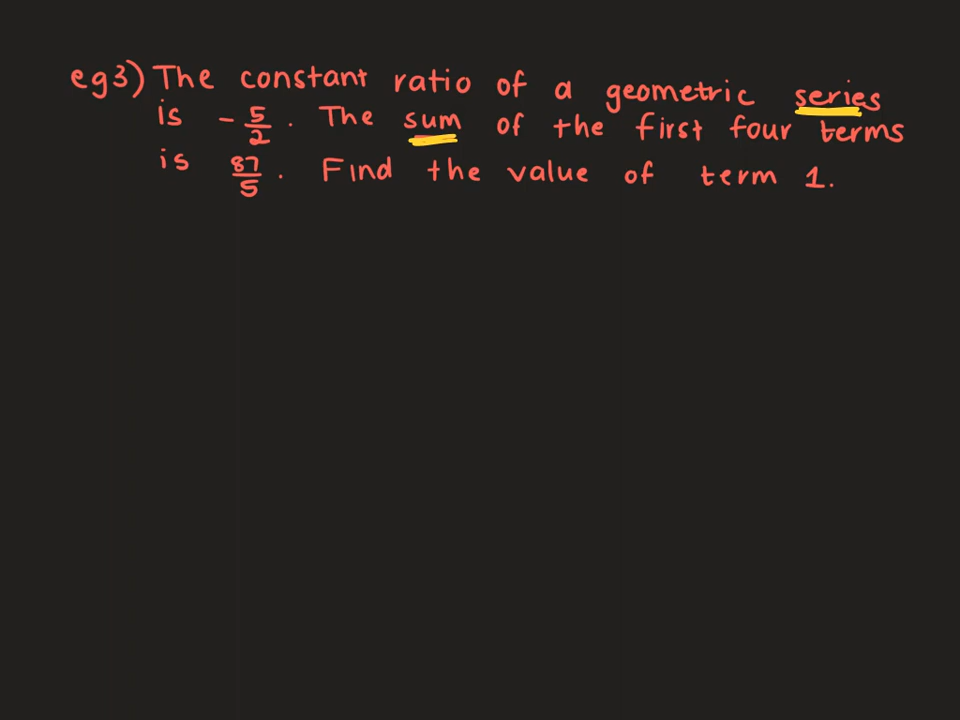 eg3) The constant ratio of a geometric series
is - 5/2 . The sum of the first four terms
is 87/5 . Find the value of term 1.